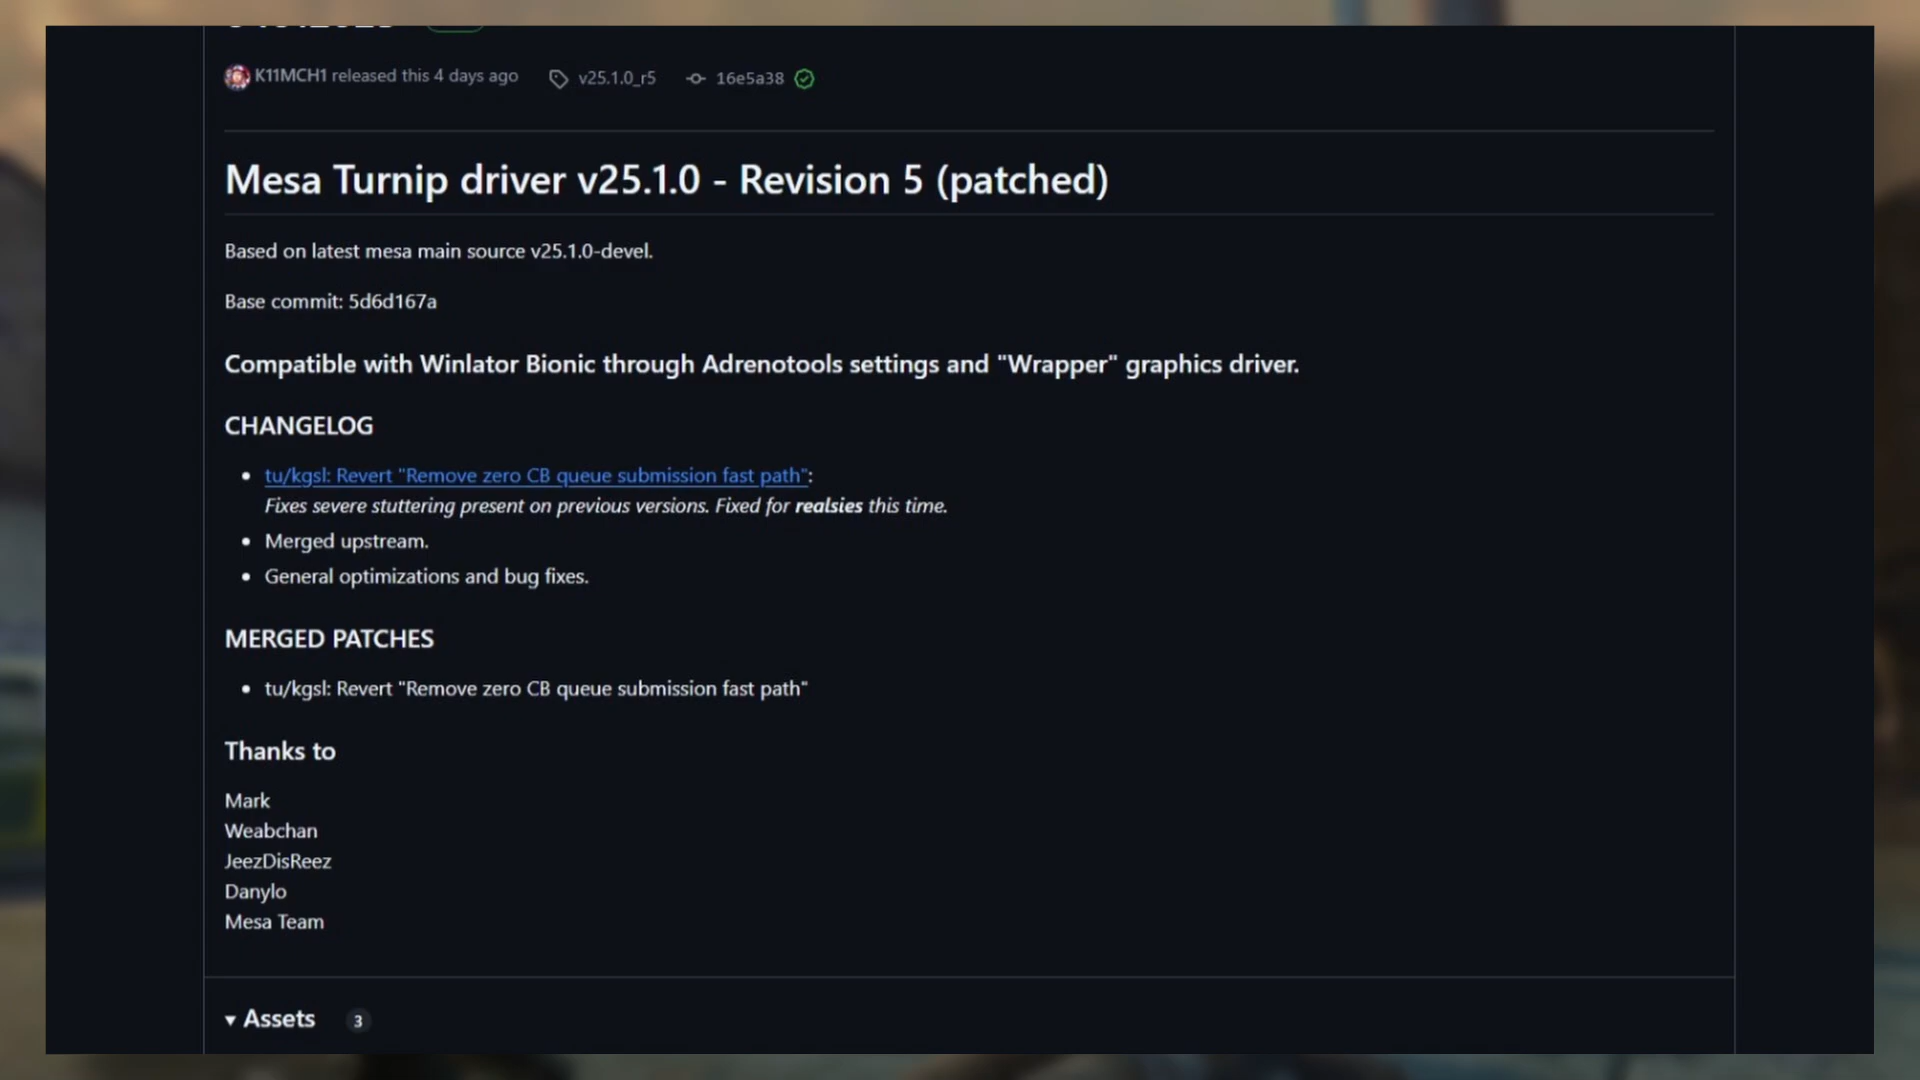 K11MCH1 released this 4 days ago v25.1.0_r5 16e5a38
Mesa Turnip driver v25.1.0 - Revision 5 (patched)
Based on latest mesa main source v25.1.0-devel.
Base commit: 5d6d167a
Compatible with Winlator Bionic through Adrenotools settings and "Wrapper" graphics driver.
CHANGELOG
• tu/kgsl: Revert "Remove zero CB queue submission fast path":
Fixes severe stuttering present on previous versions. Fixed for realsies this time.
• Merged upstream.
• General optimizations and bug fixes.
MERGED PATCHES
• tu/kgsl: Revert "Remove zero CB queue submission fast path"
Thanks to
Mark
Weabchan
JeezDisReez
Danylo
Mesa Team
▾ Assets 3